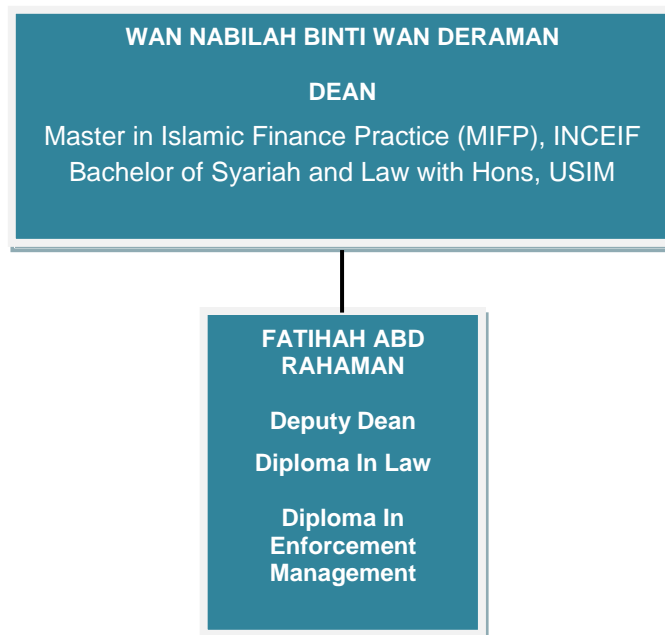 WAN NABILAH BINTI WAN DERAMAN
DEAN
Master in Islamic Finance Practice (MIFP), INCEIF
Bachelor of Syariah and Law with Hons, USIM
FATIHAH ABD
RAHAMAN
Deputy Dean
Diploma In Law
Diploma In
Enforcement
Management